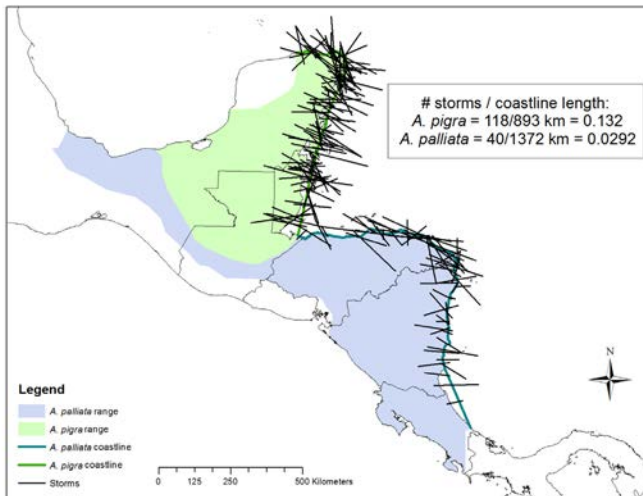 # storms / coastline length:
A. pigra = 118/893 km = 0.132
A. palliata = 40/1372 km = 0.0292
N
Legend
A. palliata range
A. pigra range
A. palliata coastline
A. pigra coastline
Storms
0 125 250 500 Kilometers